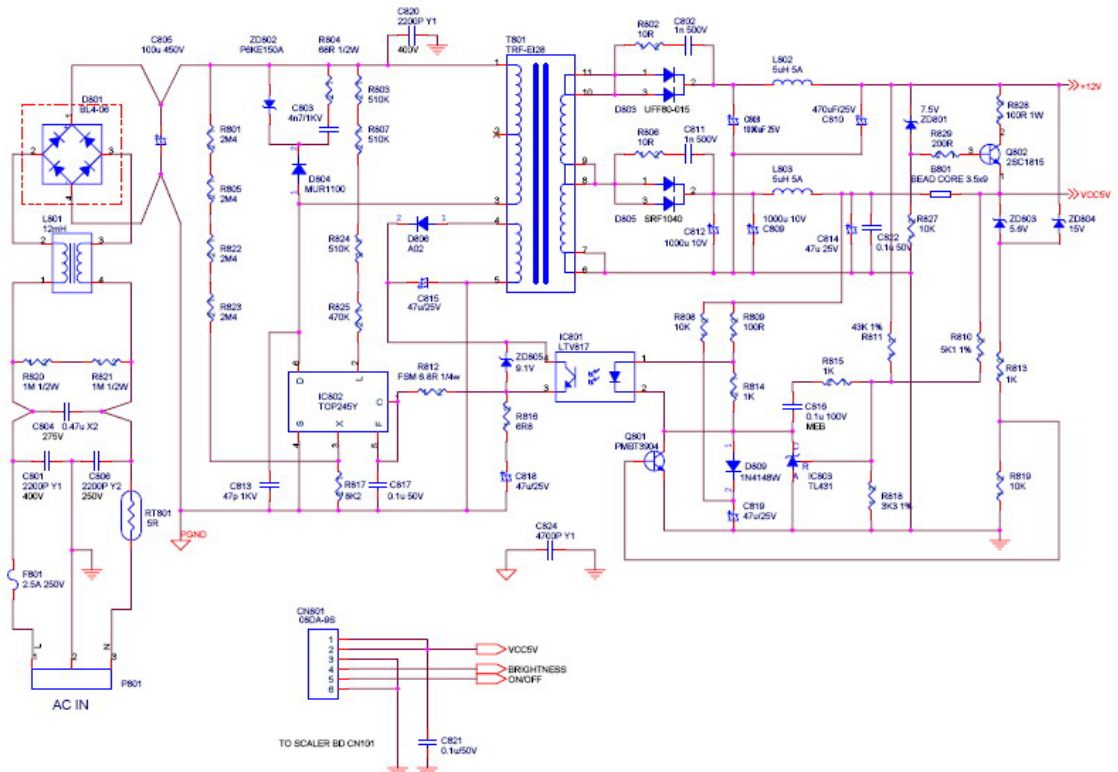 C820
2200P Y1
400V
C805
100u 450V
ZD802
P6KE150A
R804
68R 1/2W
T801
TRF-EI28
R802
10R
C802
1n 500V
L802
5uH 5A
+12V
D801
BL4-06
C803
4n7/1KV
R803
510K
R807
510K
D803
UFF80-015
C808
1000uF 25V
470uF/25V
C810
7.5V
ZD801
R828
100R 1W
R829
200R
Q802
2SC1815
R801
2M4
D804
MUR1100
R806
10R
C811
1n 500V
L803
5uH 5A
B801
BEAD CORE 3.5x9
VCC5V
R805
2M4
D805
SRF1040
L801
12mH
R822
2M4
R824
510K
D806
A02
C812
1000u 10V
1000u 10V
C809
C814
47u 25V
C822
0.1u 50V
R827
10K
ZD803
5.6V
ZD804
15V
R823
2M4
R825
470K
C815
47u/25V
R820
1M 1/2W
R821
1M 1/2W
R812
FSM 6.8R 1/4w
ZD805
9.1V
IC801
LTV817
R808
10K
R809
100R
43K 1%
R811
R810
5K1 1%
R815
1K
R813
1K
D
L
IC802
TOP245Y
C
S
X
F
C804
0.47u X2
275V
R816
6R8
R814
1K
C816
0.1u 100V
MEB
Q801
PMBT3904
C801
2200P Y1
400V
C806
2200P Y2
250V
C813
47p 1KV
R817
8K2
C817
0.1u 50V
C818
47u/25V
D809
1N4148W
R
A
IC803
TL431
R818
3K3 1%
R819
10K
RT801
5R
C819
47u/25V
PGND
C824
4700P Y1
F801
2.5A 250V
L
N
1 2 3
P801
AC IN
CN801
06DA-9S
1
2
3
4
5
6
VCC5V
BRIGHTNESS
ON/OFF
TO SCALER BD CN101
C821
0.1u/50V